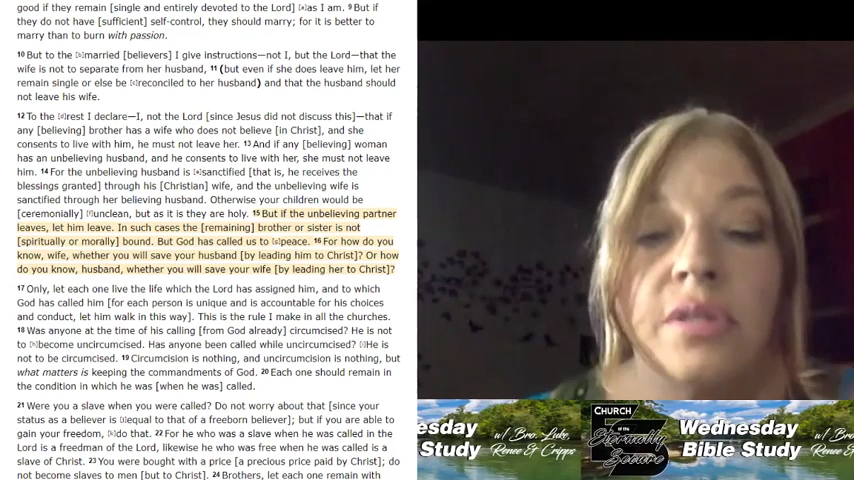 good if they remain [single and entirely devoted to the Lord] as I am. 9 But if
they do not have [sufficient] self-control, they should marry; for it is better to
marry than to burn with passion.
10 But to the married [believers] I give instructions—not I, but the Lord—that the
wife is not to separate from her husband, 11 (but even if she does leave him, let her
remain single or else be reconciled to her husband) and that the husband should
not leave his wife.
12 To the rest I declare—I, not the Lord [since Jesus did not discuss this]—that if
any [believing] brother has a wife who does not believe [in Christ], and she
consents to live with him, he must not leave her. 13 And if any [believing] woman
has an unbelieving husband, and he consents to live with her, she must not leave
him. 14 For the unbelieving husband is sanctified [that is, he receives the
blessings granted] through his [Christian] wife, and the unbelieving wife is
sanctified through her believing husband. Otherwise your children would be
[ceremonially] unclean, but as it is they are holy. 15 But if the unbelieving partner
leaves, let him leave. In such cases the [remaining] brother or sister is not
[spiritually or morally] bound. But God has called us to peace. 16 For how do you
know, wife, whether you will save your husband [by leading him to Christ]? Or how
do you know, husband, whether you will save your wife [by leading her to Christ]?
17 Only, let each one live the life which the Lord has assigned him, and to which
God has called him [for each person is unique and is accountable for his choices
and conduct, let him walk in this way]. This is the rule I make in all the churches.
18 Was anyone at the time of his calling [from God already] circumcised? He is not
to become uncircumcised. Has anyone been called while uncircumcised? He is
not to be circumcised. 19 Circumcision is nothing, and uncircumcision is nothing, but
what matters is keeping the commandments of God. 20 Each one should remain in
the condition in which he was [when he was] called.
21 Were you a slave when you were called? Do not worry about that [since your
status as a believer is equal to that of a freeborn believer]; but if you are able to
gain your freedom, do that. 22 For he who was a slave when he was called in the
Lord is a freedman of the Lord, likewise he who was free when he was called is a
slave of Christ. 23 You were bought with a price [a precious price paid by Christ]; do
not become slaves to men [but to Christ]. 24 Brothers, let each one remain with
esday
Study
w/ Bro. Luke,
Renee & Cripps
CHURCH
of the
Eternally
Secure
Wednesday
Bible Study
w/ Bro
Renee